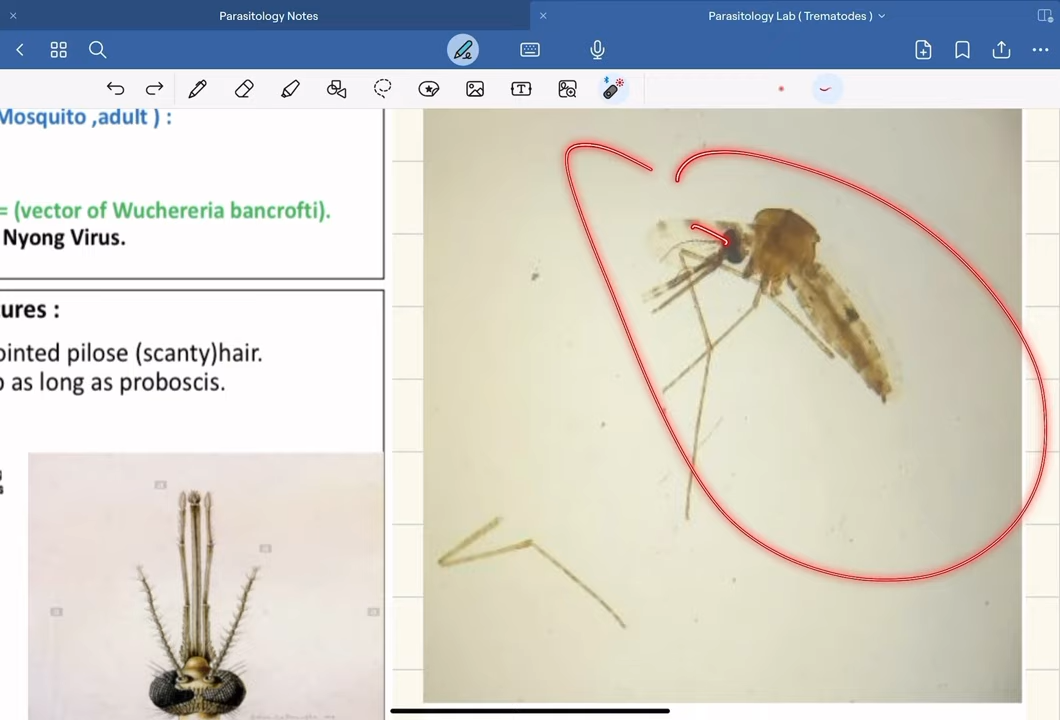 Parasitology Notes
Parasitology Lab ( Trematodes )
Mosquito ,adult ) :
= (vector of Wuchereria bancrofti).
Nyong Virus.
ures :
ointed pilose (scanty)hair.
as long as proboscis.